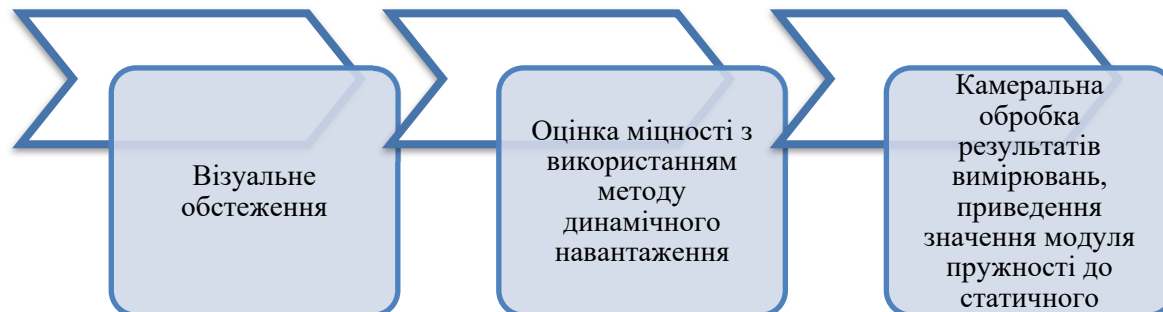 Візуальне
обстеження
Оцінка міцності з
використанням
методу
динамічного
навантаження
Камеральна
обробка
результатів
вимірювань,
приведення
значення модуля
пружності до
статичного